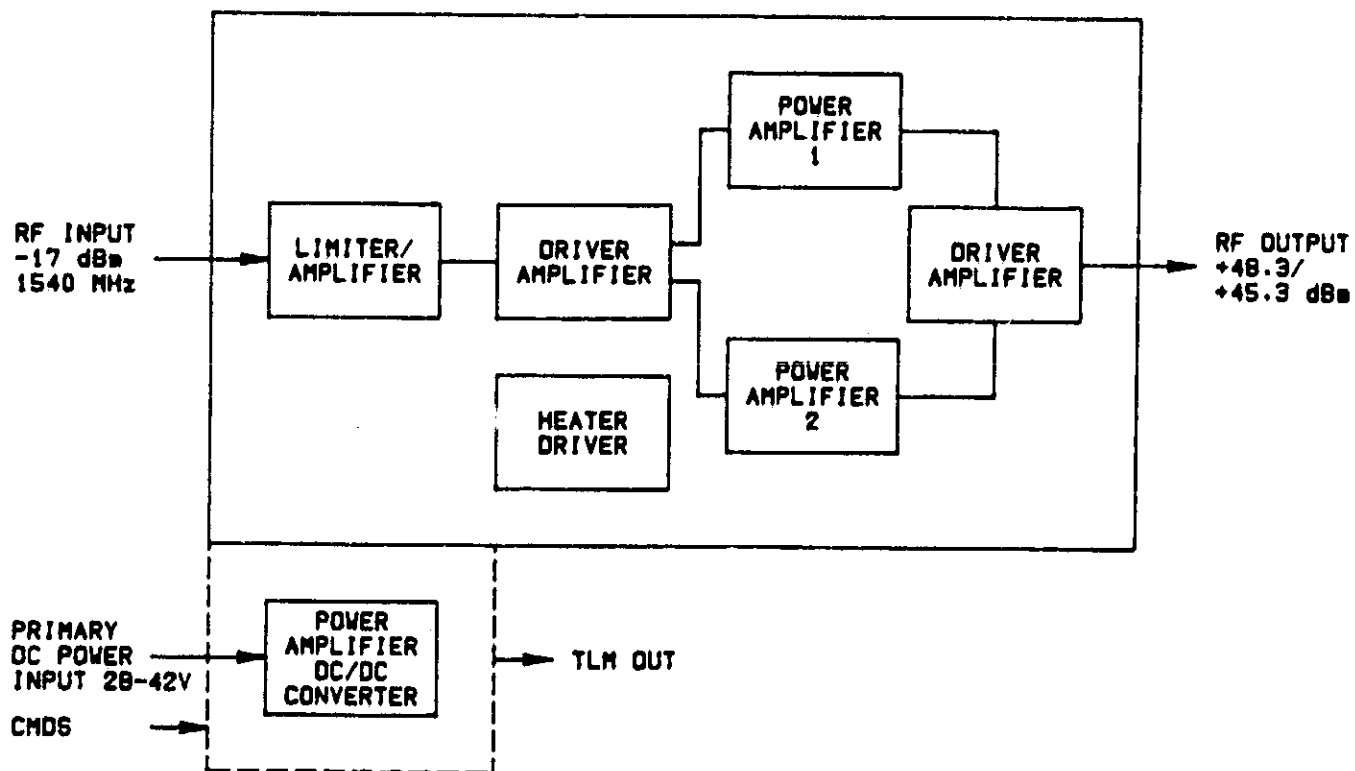 POWER
AMPLIFIER
1
RF INPUT
-17 dBm
1540 MHz
LIMITER/
AMPLIFIER
DRIVER
AMPLIFIER
DRIVER
AMPLIFIER
RF OUTPUT
+48.3/
+45.3 dBm
POWER
AMPLIFIER
2
HEATER
DRIVER
PRIMARY
DC POWER
INPUT 28-42V
POWER
AMPLIFIER
DC/DC
CONVERTER
TLM OUT
CMDS